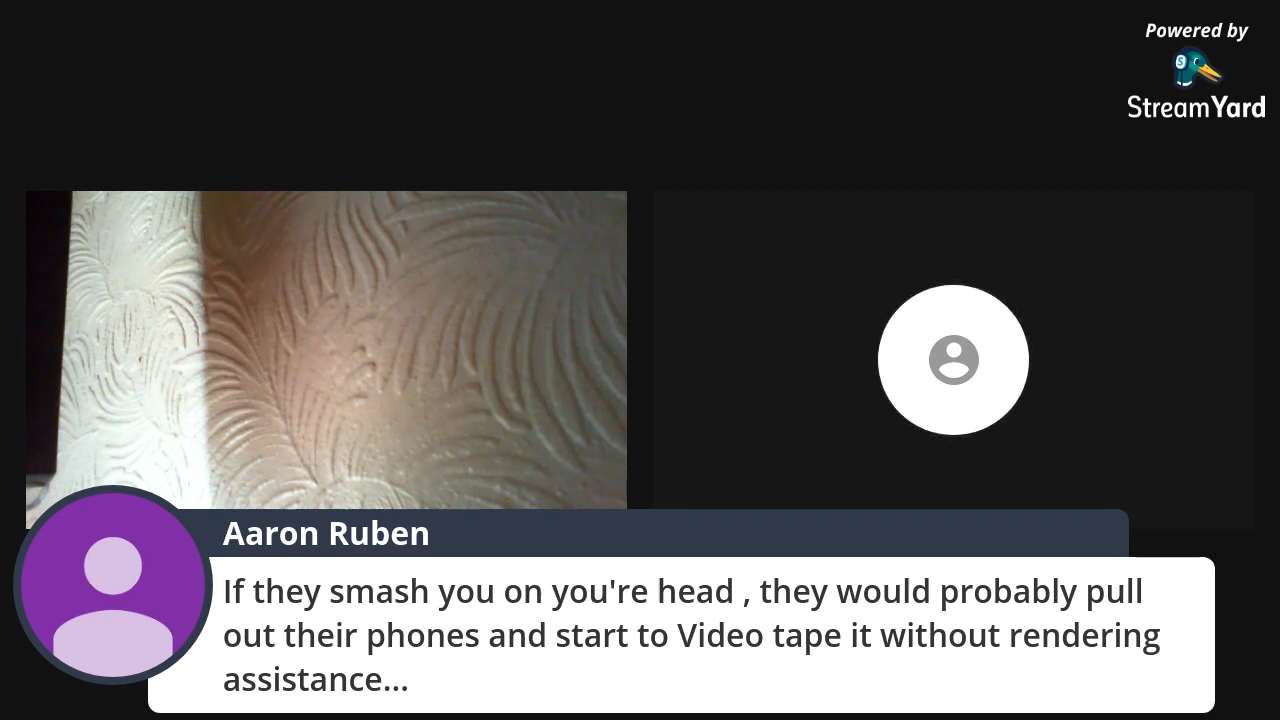 Powered by
StreamYard
Aaron Ruben
If they smash you on you're head , they would probably pull
out their phones and start to Video tape it without rendering
assistance...